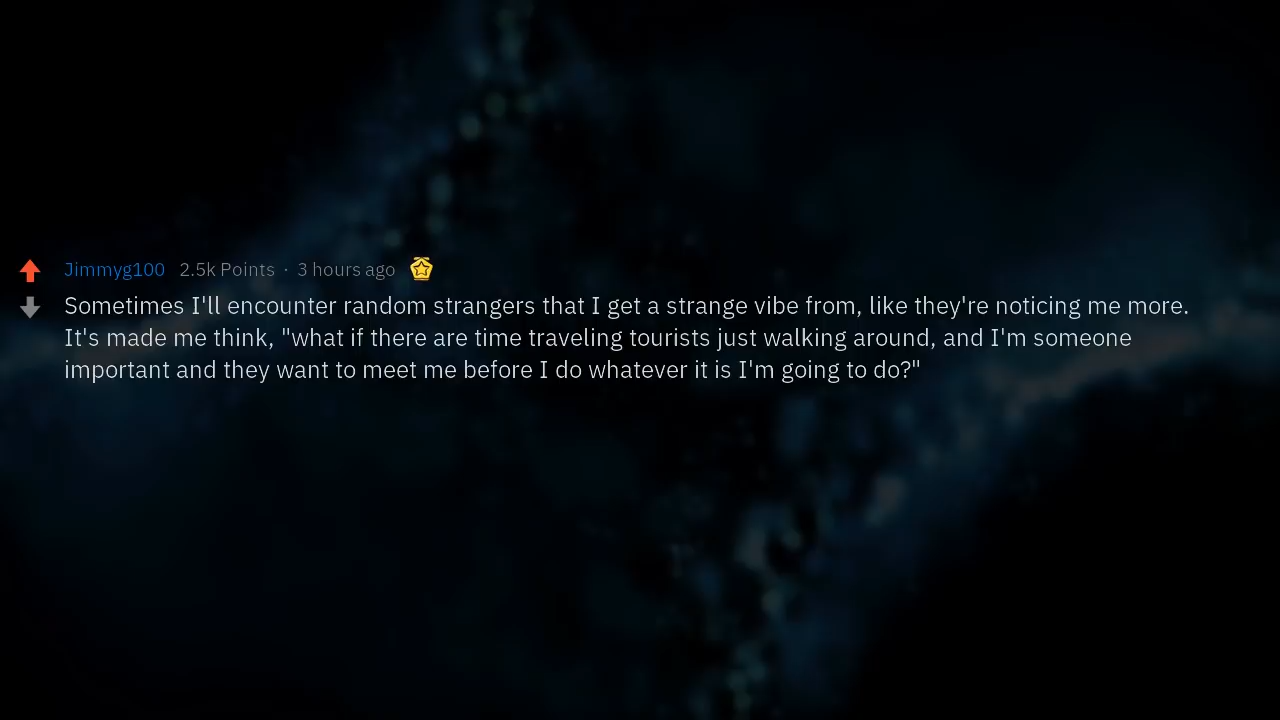 Jimmyg100 2.5k Points · 3 hours ago
Sometimes I'll encounter random strangers that I get a strange vibe from, like they're noticing me more.
It's made me think, "what if there are time traveling tourists just walking around, and I'm someone
important and they want to meet me before I do whatever it is I'm going to do?"